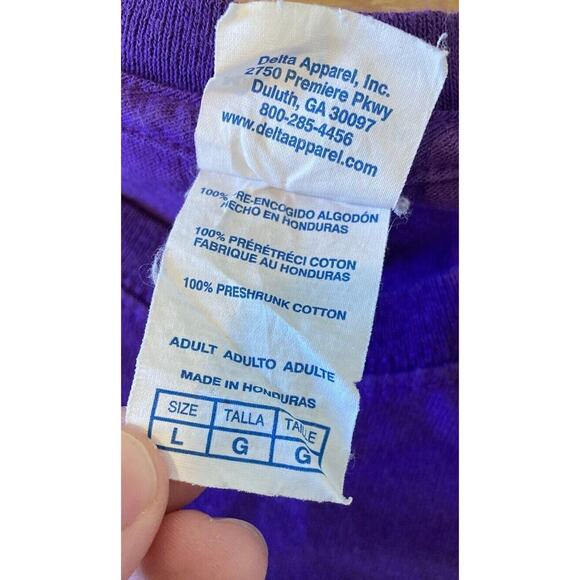 Delta Apparel, Inc.
2750 Premiere Pkwy
Duluth, GA 30097
800-285-4456
www.deltaapparel.com
100% RE-ENCOGIDO ALGODÓN
HECHO EN HONDURAS
100% PRÉRÉTRÉCI COTON
FABRIQUE AU HONDURAS
100% PRESHRUNK COTTON
ADULT ADULTO ADULTE
MADE IN HONDURAS
SIZE TALLA TAILLE
L G G